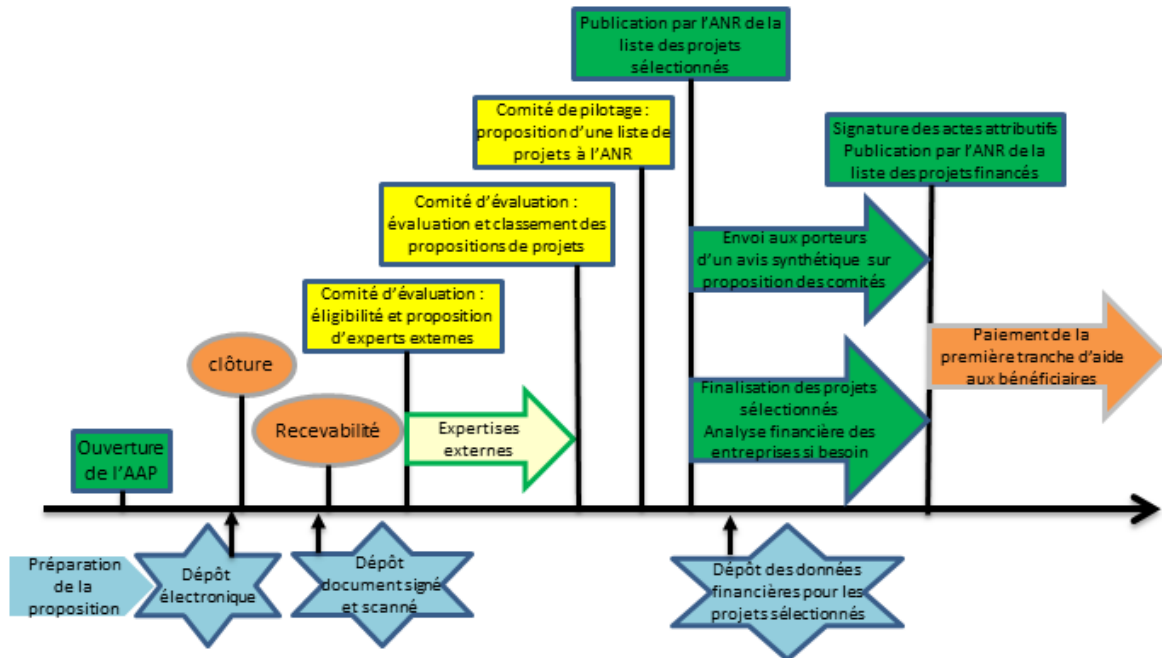 Publication par l'ANR de la
liste des projets
sélectionnés
Comité de pilotage :
proposition d'une liste de
projets à l'ANR
Signature des actes attributifs
Publication par l'ANR de la
liste des projets financés
Comité d'évaluation :
évaluation et classement des
propositions de projets
Envoi aux porteurs
d'un avis synthétique sur
proposition des comités
Comité d'évaluation :
éligibilité et proposition
d'experts externes
Paiement de la
première tranche d'aide
aux bénéficiaires
clôture
Finalisation des projets
sélectionnés
Analyse financière des
entreprises si besoin
Recevabilité
Expertises
externes
Ouverture
de l'AAP
Préparation
de la
proposition
Dépôt
électronique
Dépôt
document signé
et scanné
Dépôt des données
financières pour les
projets sélectionnés